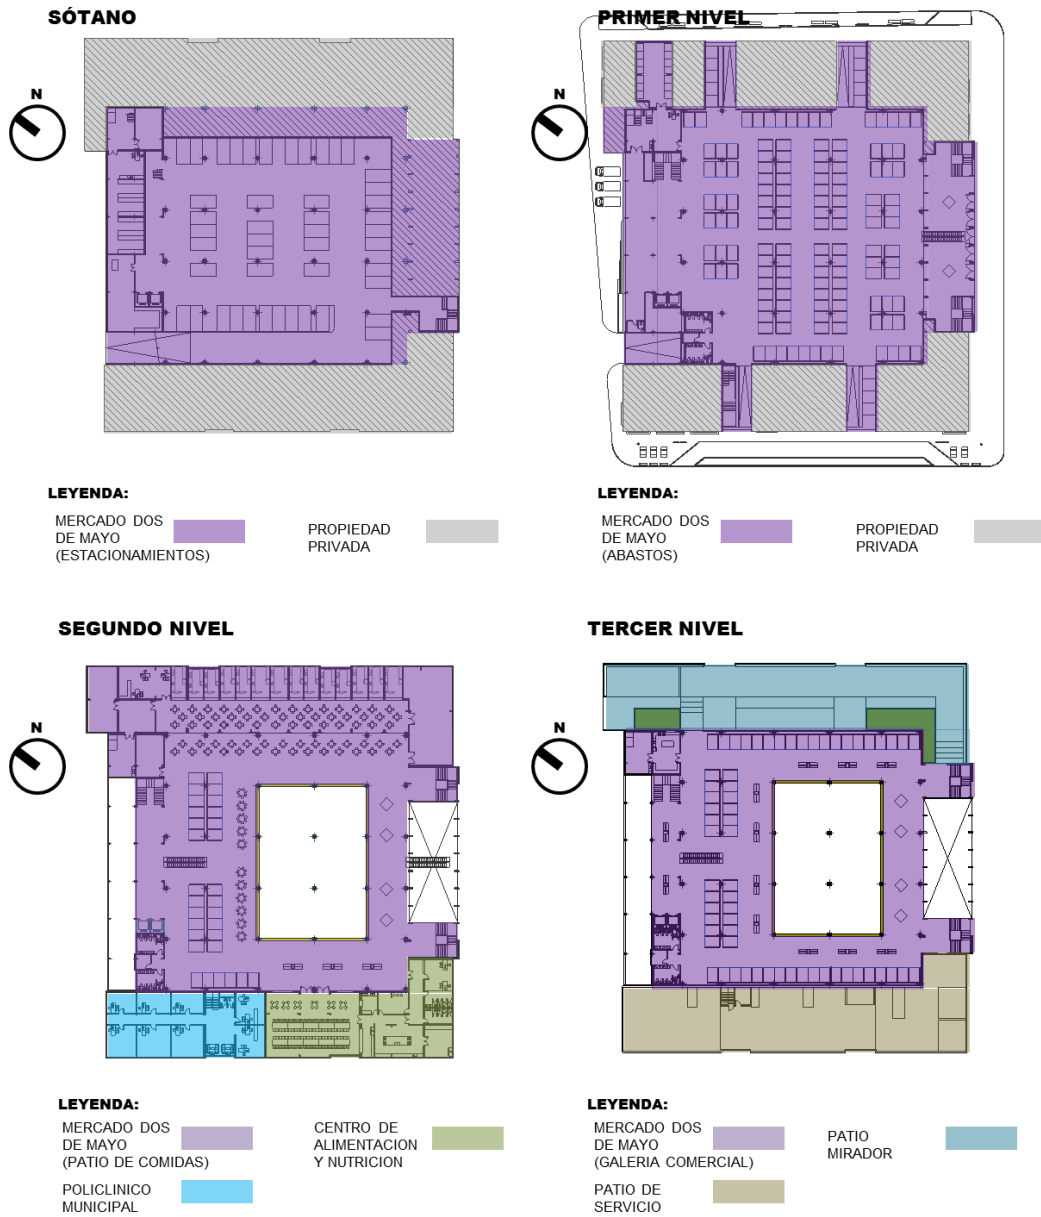 SÓTANO
PRIMER NIVEL
N
N
LEYENDA:
MERCADO DOS
DE MAYO
(ESTACIONAMIENTOS)
PROPIEDAD
PRIVADA
LEYENDA:
MERCADO DOS
DE MAYO
(ABASTOS)
PROPIEDAD
PRIVADA
SEGUNDO NIVEL
TERCER NIVEL
N
N
LEYENDA:
MERCADO DOS
DE MAYO
(PATIO DE COMIDAS)
CENTRO DE
ALIMENTACION
Y NUTRICION
POLICLINICO
MUNICIPAL
LEYENDA:
MERCADO DOS
DE MAYO
(GALERIA COMERCIAL)
PATIO
MIRADOR
PATIO DE
SERVICIO